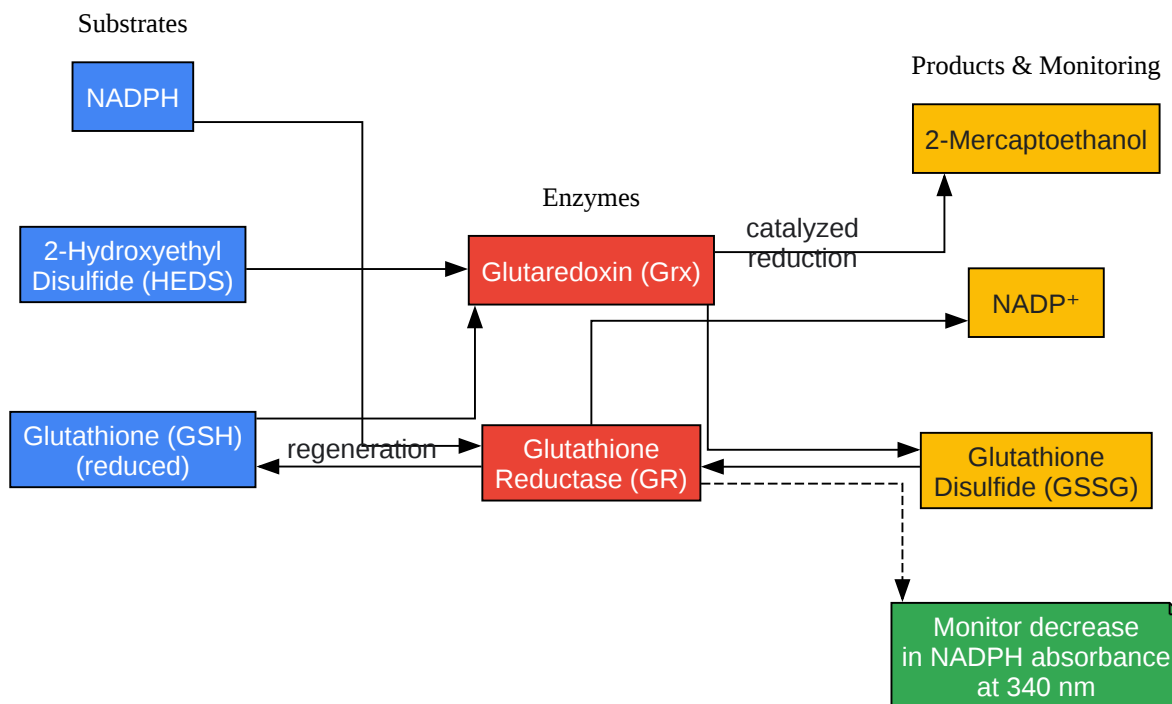 Substrates
Products & Monitoring
NADPH
2-Mercaptoethanol
Enzymes
2-Hydroxyethyl
Disulfide (HEDS)
Glutaredoxin (Grx)
catalyzed
reduction
NADP⁺
Glutathione (GSH)
(reduced)
regeneration
Glutathione
Reductase (GR)
Glutathione
Disulfide (GSSG)
Monitor decrease
in NADPH absorbance
at 340 nm